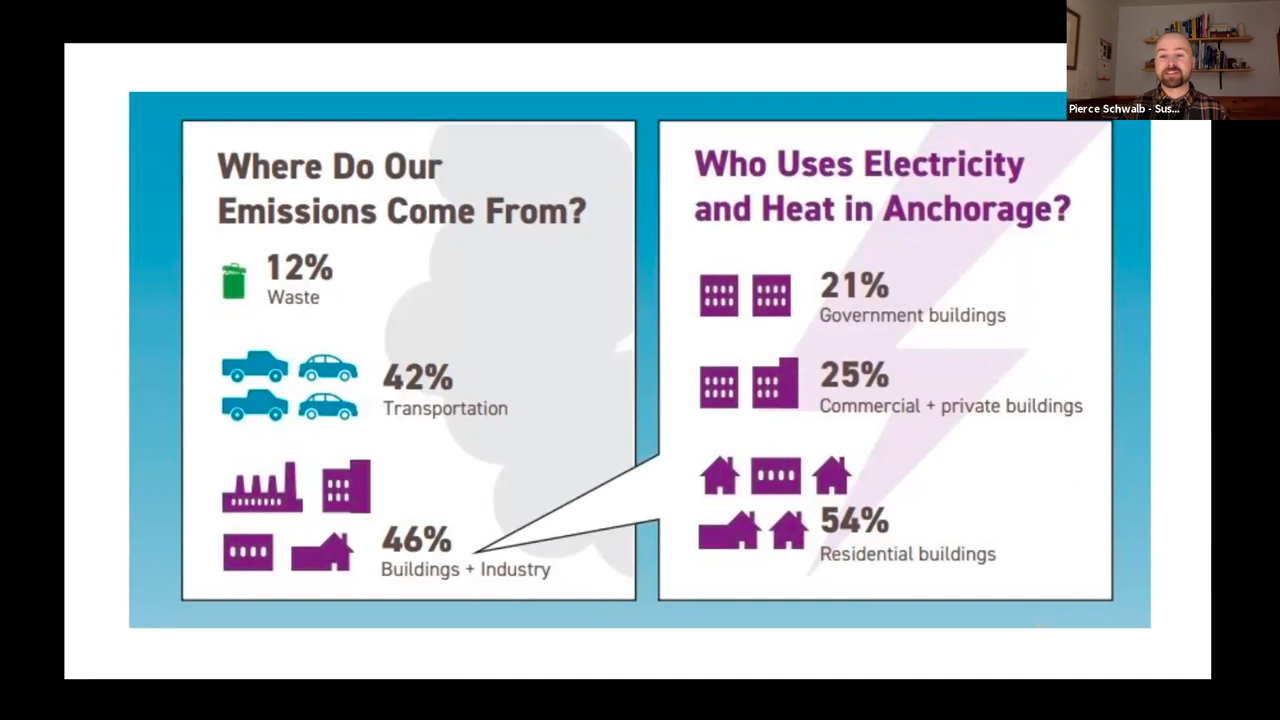 Where Do Our
Emissions Come From?
12%
Waste
42%
Transportation
46%
Buildings + Industry
Who Uses Electricity
and Heat in Anchorage?
21%
Government buildings
25%
Commercial + private buildings
54%
Residential buildings
Pierce Schwalb - Sus...